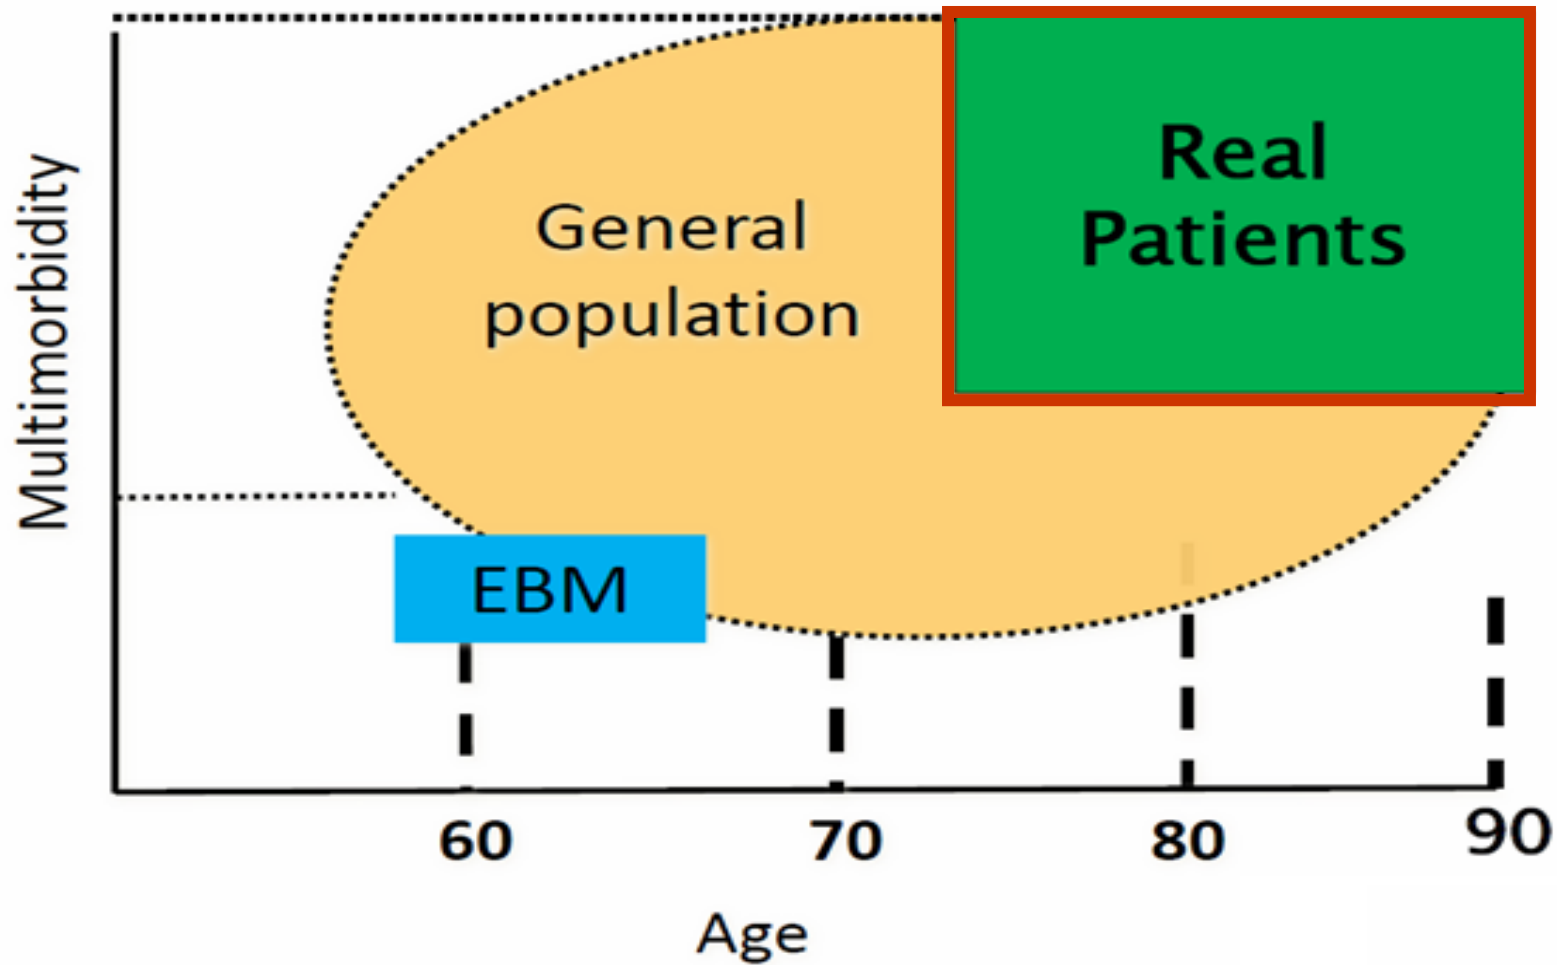 Multimorbidity
General
population
Real
Patients
EBM
60
70
80
90
Age